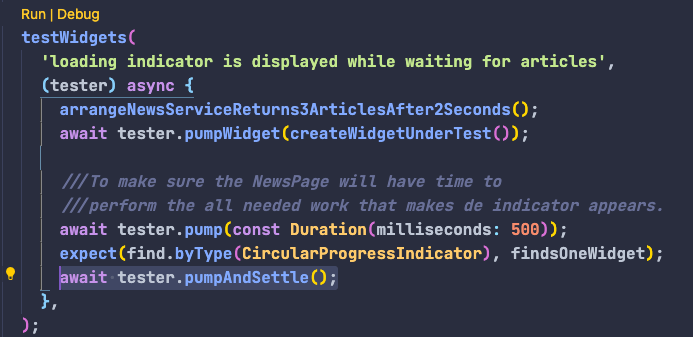 Run | Debug
testWidgets(
'loading indicator is displayed while waiting for articles',
(tester) async {
arrangeNewsServiceReturns3ArticlesAfter2Seconds();
await tester.pumpWidget(createWidgetUnderTest());
///To make sure the NewsPage will have time to
///perform the all needed work that makes de indicator appears.
await tester.pump(const Duration(milliseconds: 500));
expect(find.byType(CircularProgressIndicator), findsOneWidget);
await tester.pumpAndSettle();
},
);